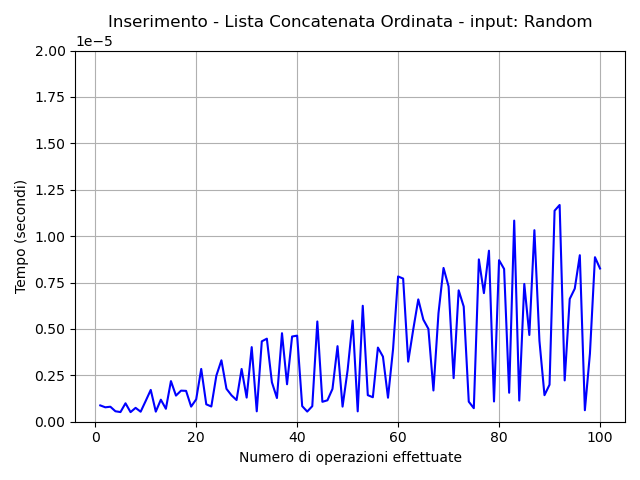 Inserimento - Lista Concatenata Ordinata - input: Random
1e−5
2.00
1.75
1.50
1.25
1.00
0.75
0.50
0.25
0.00
Tempo (secondi)
0 20 40 60 80 100
Numero di operazioni effettuate